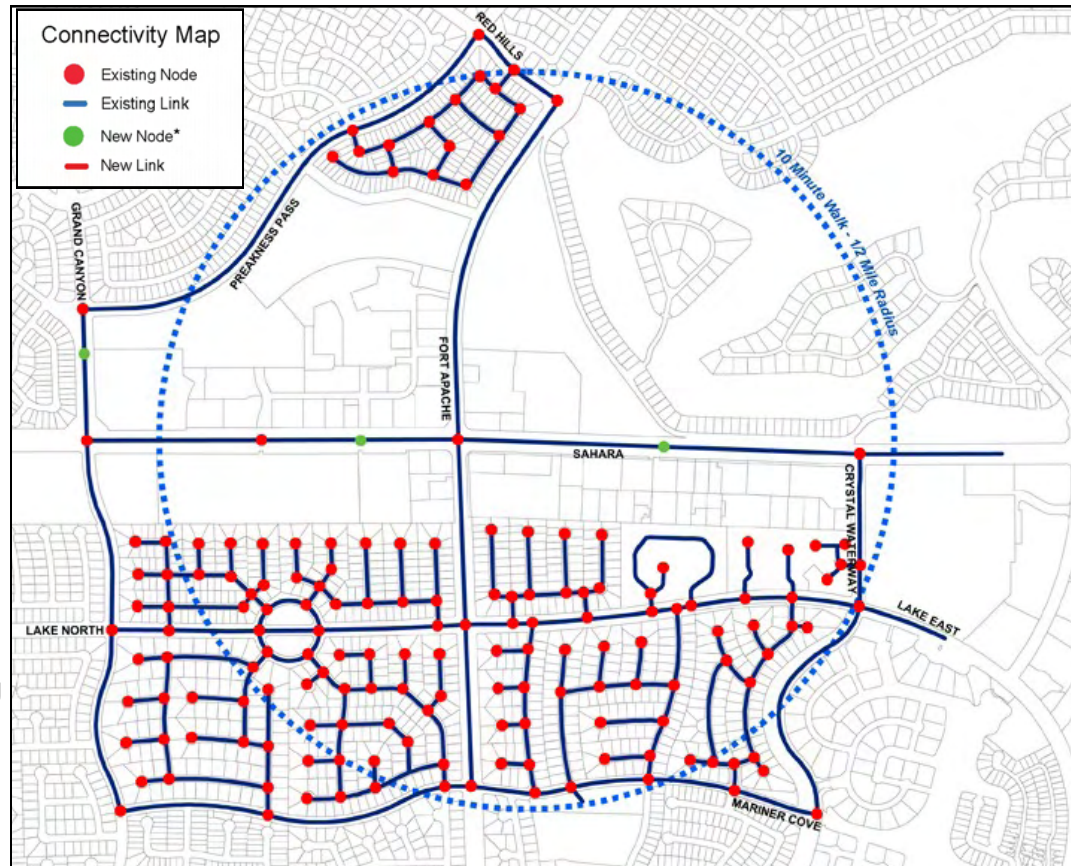 Connectivity Map
Existing Node
Existing Link
New Node*
New Link
RED HILLS
10 Minute Walk - 1/2 Mile Radius
GRAND CANYON
PREAKNESS PASS
FORT APACHE
SAHARA
CRYSTAL WATERWAY
LAKE NORTH
LAKE EAST
MARINER COVE